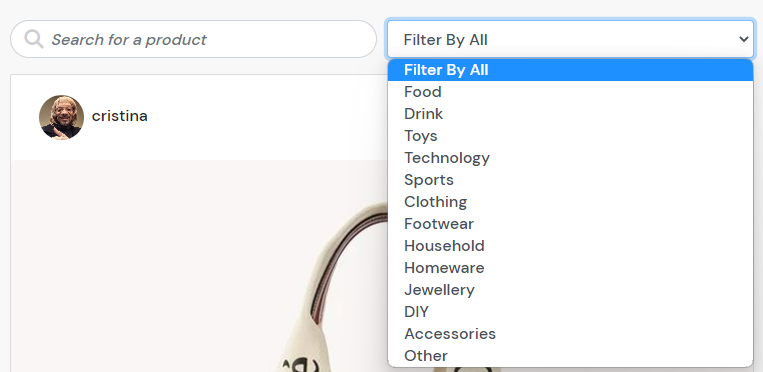 Search for a product
Filter By All
Filter By All
Food
Drink
Toys
Technology
Sports
Clothing
Footwear
Household
Homeware
Jewellery
DIY
Accessories
Other
cristina